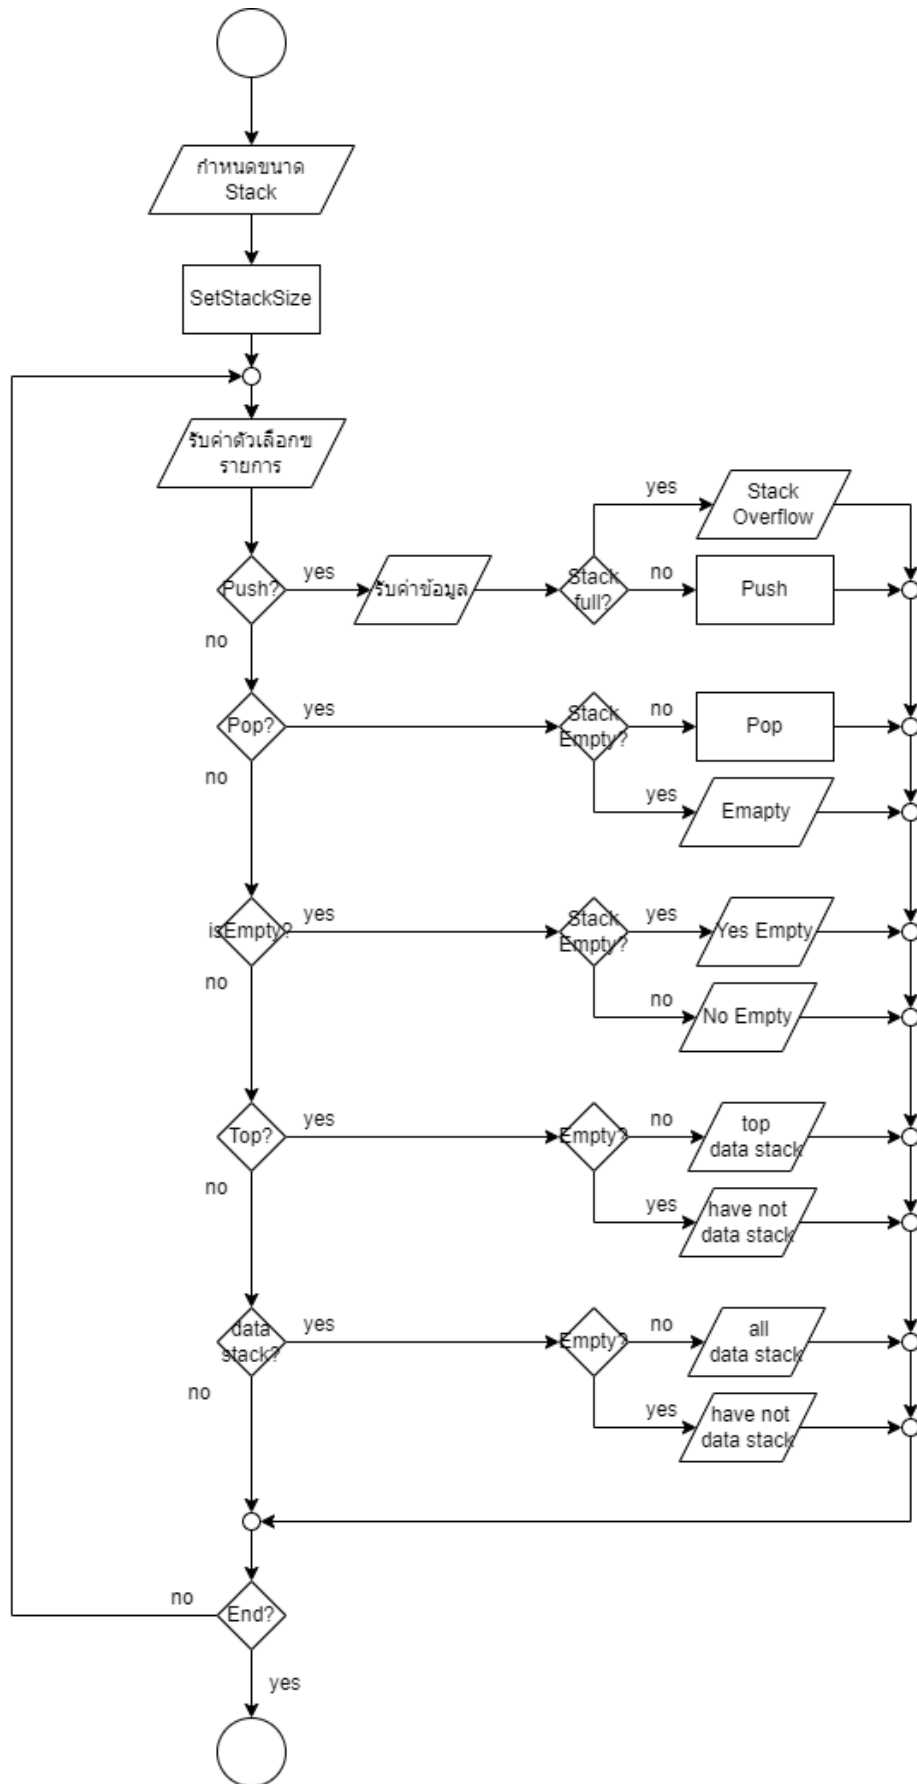 กำหนดขนาด
Stack
SetStackSize
รับค่าตัวเลือกข
รายการ
yes
Stack
Overflow
Push?
yes
รับค่าข้อมูล
Stack
full?
no
Push
no
Pop?
yes
Stack
Empty?
no
Pop
no
yes
Emapty
isEmpty?
yes
Stack
Empty?
yes
Yes Empty
no
no
No Empty
Top?
yes
Empty?
no
top
data stack
no
yes
have not
data stack
data
stack?
yes
Empty?
no
all
data stack
no
yes
have not
data stack
no
End?
yes